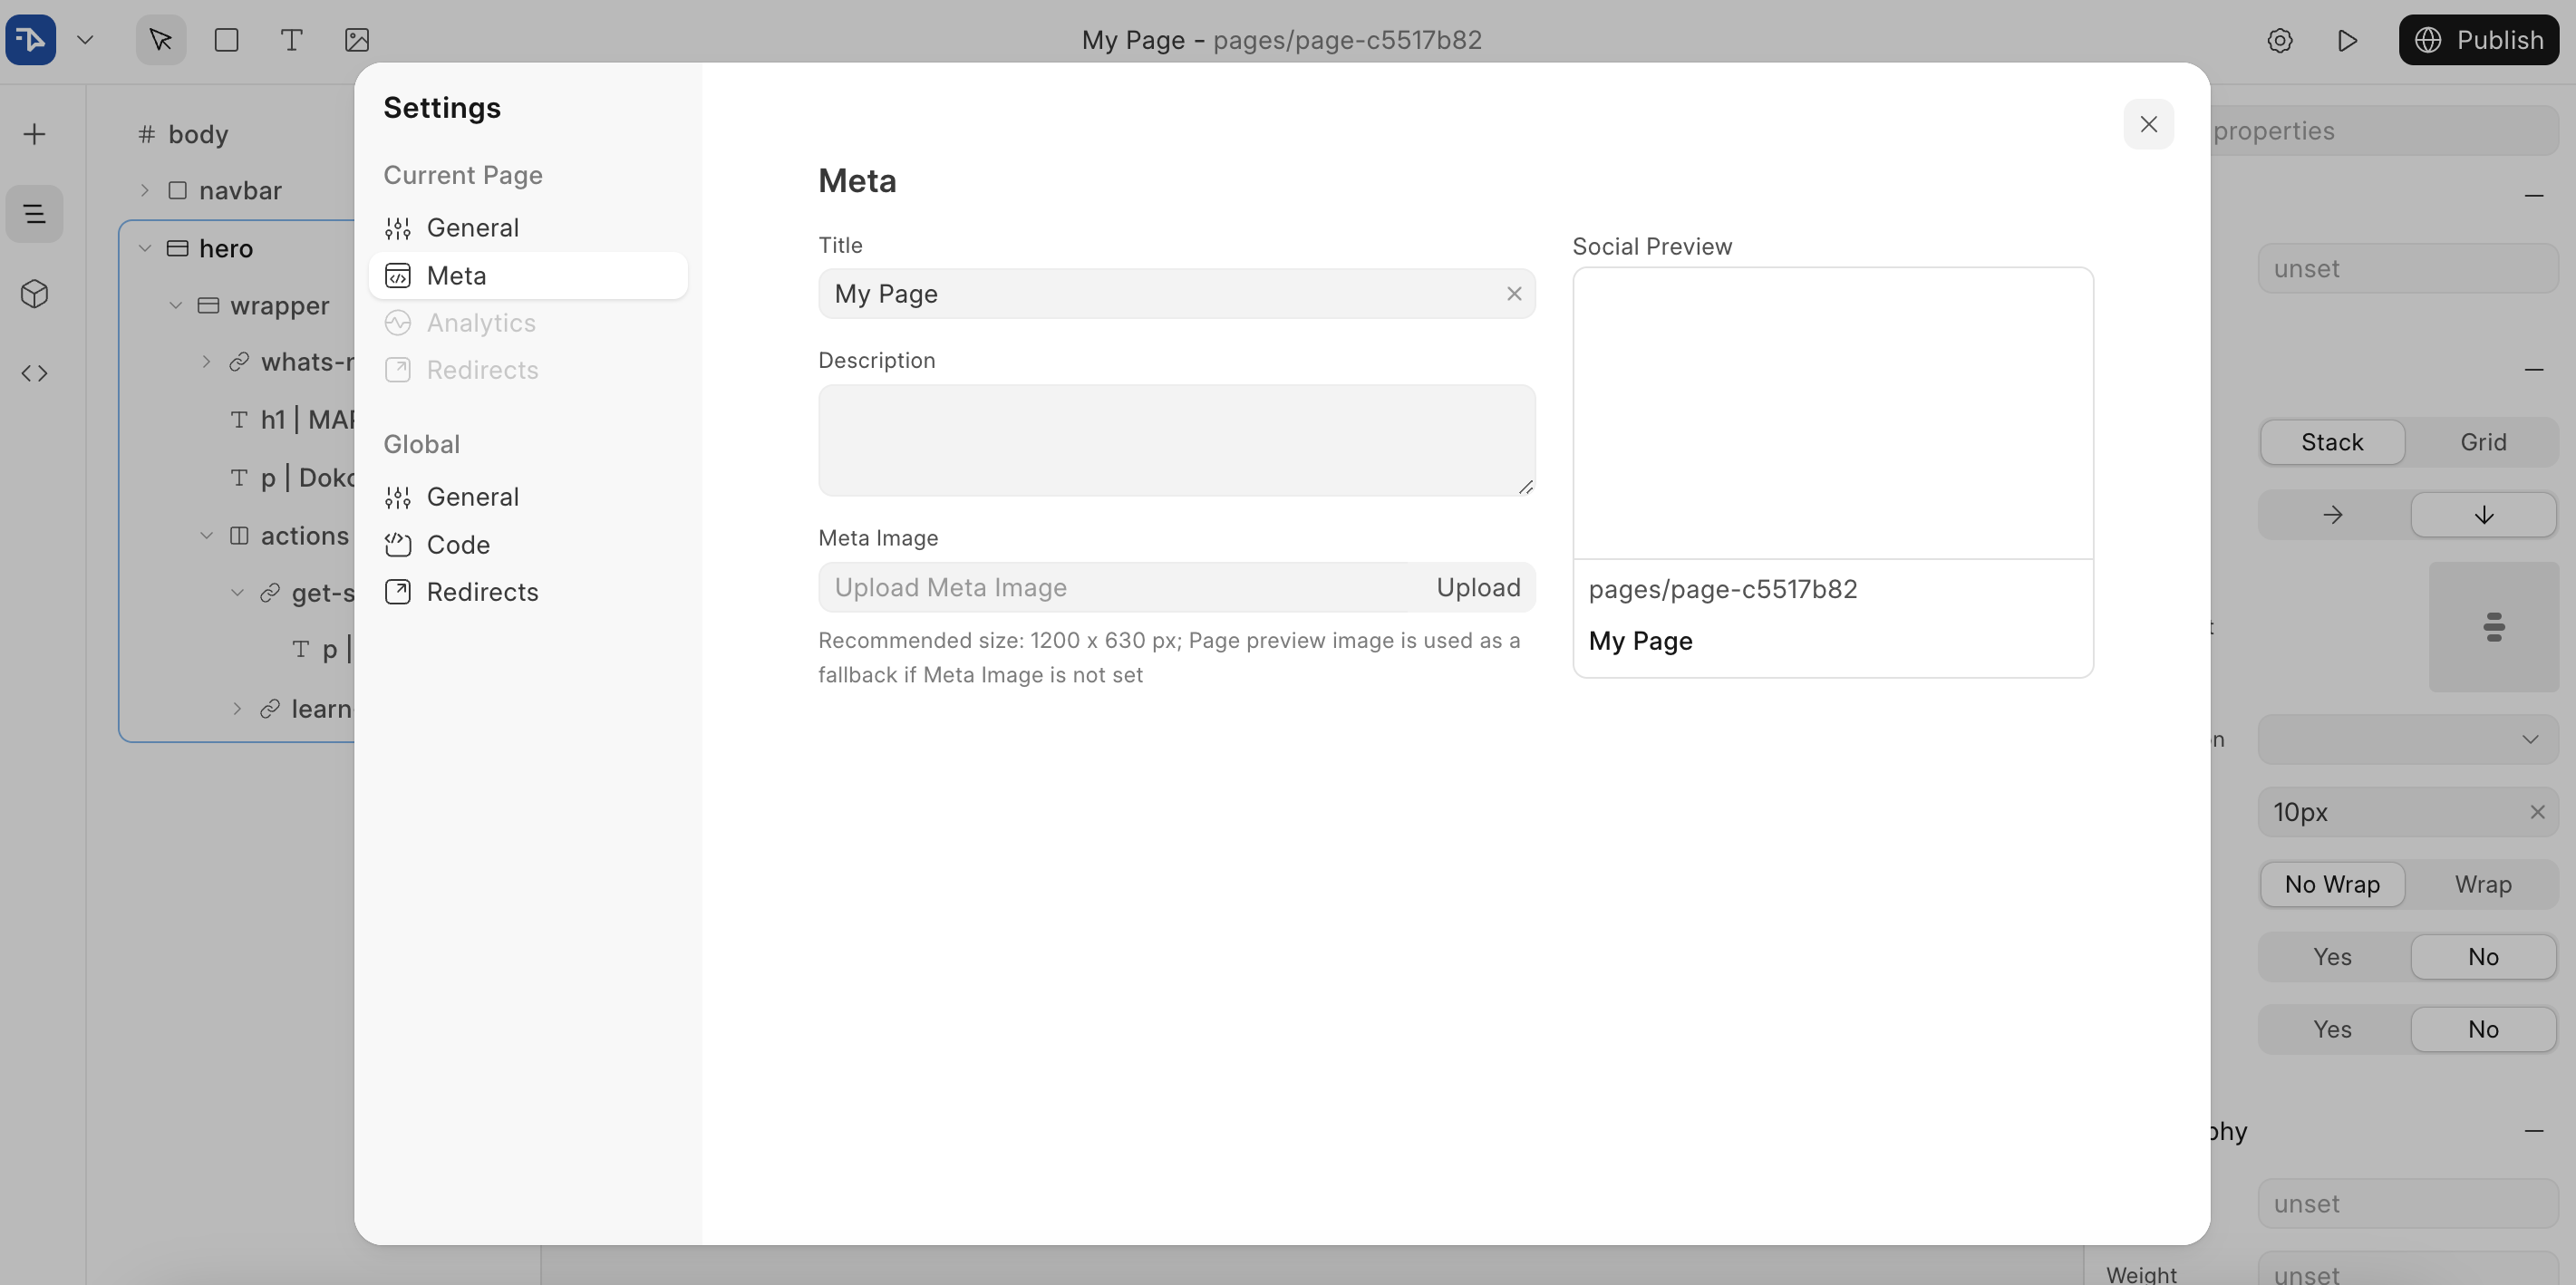 My Page – pages/page-c5517b82
Publish
# body
navbar
hero
wrapper
h1 | MA
p | Dok
actions
get-s
p |
learn
Settings
Current Page
General
Meta
Analytics
Redirects
Global
General
Code
Redirects
Meta
Title
My Page
Description
Meta Image
Upload Meta Image Upload
Recommended size: 1200 x 630 px; Page preview image is used as a
fallback if Meta Image is not set
Social Preview
pages/page-c5517b82
My Page
properties
unset
Stack Grid
10px
No Wrap Wrap
Yes No
Yes No
phy
unset
Weight unset